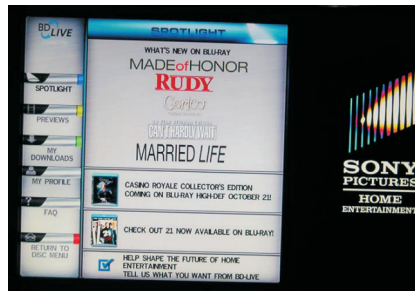 BD LIVE
SPOTLIGHT
PREVIEWS
MY
DOWNLOADS
MY PROFILE
FAQ
RETURN TO
DISC MENU
SPOTLIGHT
WHAT'S NEW ON BLU-RAY
MADE of HONOR
RUDY
CAN'T HARDLY WAIT
MARRIED LIFE
CASINO ROYALE COLLECTOR'S EDITION
COMING ON BLU-RAY HIGH-DEF OCTOBER 21!
CHECK OUT 21 NOW AVAILABLE ON BLU-RAY!
HELP SHAPE THE FUTURE OF HOME
ENTERTAINMENT
TELL US WHAT YOU WANT FROM BD-LIVE
SONY
PICTURES
HOME
ENTERTAINMENT